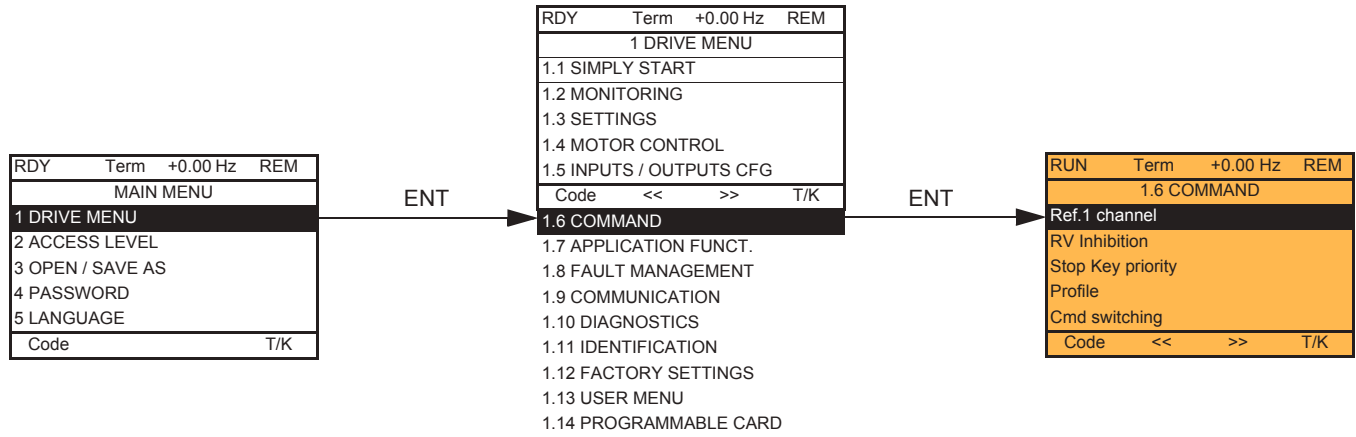 RDY Term +0.00 Hz REM
MAIN MENU
1 DRIVE MENU
2 ACCESS LEVEL
3 OPEN / SAVE AS
4 PASSWORD
5 LANGUAGE
Code T/K
ENT
RDY Term +0.00 Hz REM
1 DRIVE MENU
1.1 SIMPLY START
1.2 MONITORING
1.3 SETTINGS
1.4 MOTOR CONTROL
1.5 INPUTS / OUTPUTS CFG
Code << >> T/K
1.6 COMMAND
1.7 APPLICATION FUNCT.
1.8 FAULT MANAGEMENT
1.9 COMMUNICATION
1.10 DIAGNOSTICS
1.11 IDENTIFICATION
1.12 FACTORY SETTINGS
1.13 USER MENU
1.14 PROGRAMMABLE CARD
ENT
RUN Term +0.00 Hz REM
1.6 COMMAND
Ref.1 channel
RV Inhibition
Stop Key priority
Profile
Cmd switching
Code << >> T/K